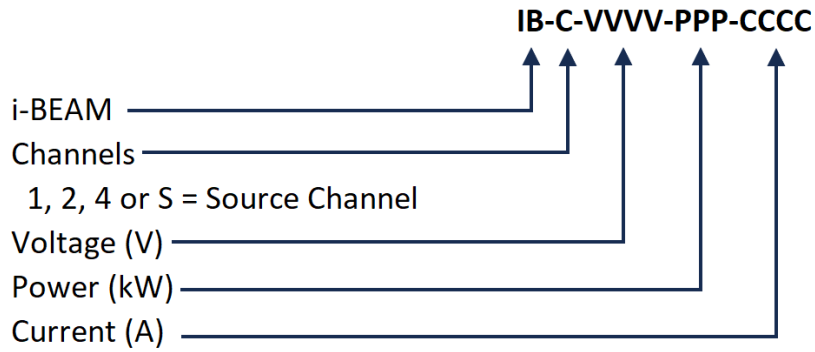 IB-C-VVVV-PPP-CCCC
i-BEAM
Channels
1, 2, 4 or S = Source Channel
Voltage (V)
Power (kW)
Current (A)